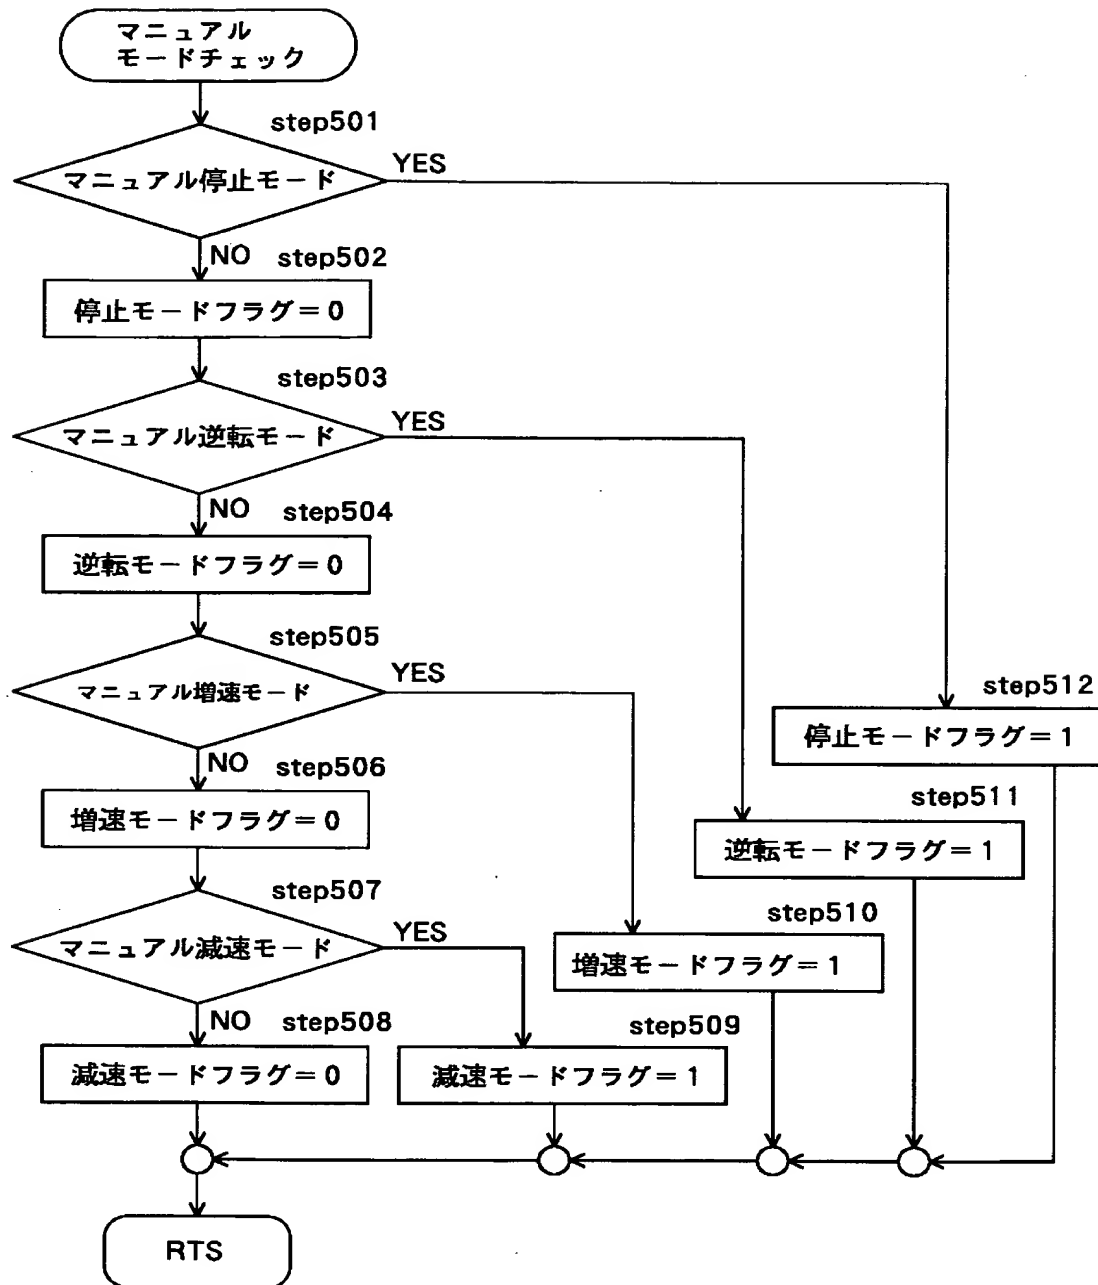 マニュアル
モードチェック
step501
マニュアル停止モード
YES
NO
step502
停止モードフラグ=0
step503
マニュアル逆転モード
YES
NO
step504
逆転モードフラグ=0
step505
マニュアル増速モード
YES
step512
停止モードフラグ=1
NO
step506
増速モードフラグ=0
step511
逆転モードフラグ=1
step507
マニュアル減速モード
YES
step510
増速モードフラグ=1
NO
step508
減速モードフラグ=0
step509
減速モードフラグ=1
RTS